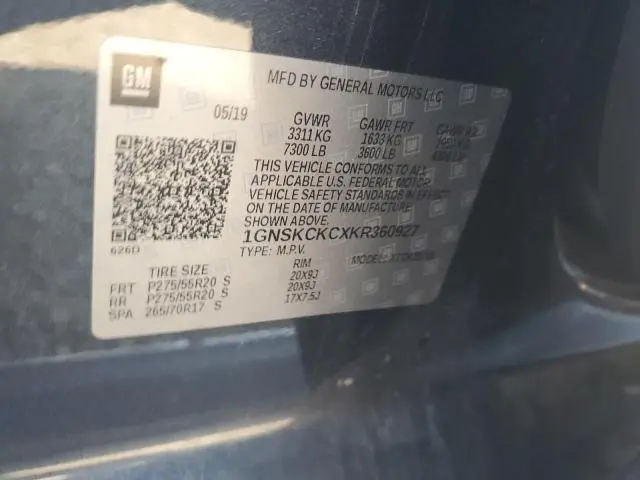 GM
MFD BY GENERAL MOTORS LLC
05/19
GVWR GAWR FRT GAWR RR
3311 KG 1633 KG
7300 LB 3600 LB
THIS VEHICLE CONFORMS TO ALL
APPLICABLE U.S. FEDERAL MOTOR
VEHICLE SAFETY STANDARDS IN EFFECT
ON THE DATE OF MANUFACTURE
SHOWN ABOVE.
1GNSKCKCXKR360927
626D
TYPE: M.P.V.
TIRE SIZE RIM
FRT P275/55R20 S 20X9J
RR P275/55R20 S 20X9J
SPA 265/70R17 S 17X7.5J